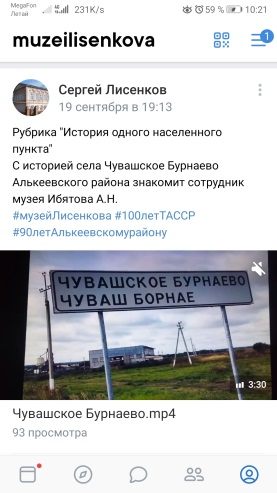 MegaFon
Летай
231K/s
59 %
10:21
muzeilisenkova
1
Сергей Лисенков
19 сентября в 19:13
Рубрика "История одного населенного
пункта"
С историей села Чувашское Бурнаево
Алькеевского района знакомит сотрудник
музея Ибятова А.Н.
#музейЛисенкова #100летТАССР
#90летАлькеевскомурайону
ЧУВАШСКОЕ БУРНАЕВО
ЧУВАШ БОРНАЕ
3:30
Чувашское Бурнаево.mp4
93 просмотра